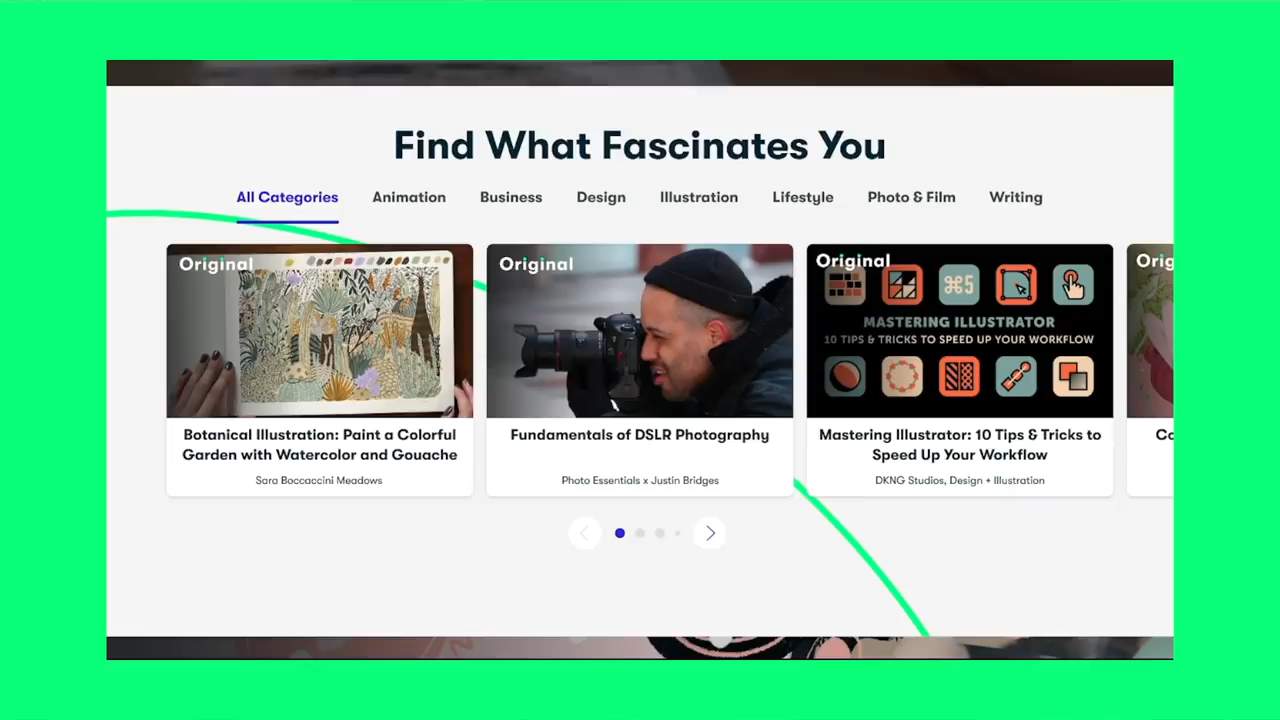 Find What Fascinates You
All Categories
Animation
Business
Design
Illustration
Lifestyle
Photo & Film
Writing
Original
Botanical Illustration: Paint a Colorful
Garden with Watercolor and Gouache
Sara Boccaccini Meadows
Original
Fundamentals of DSLR Photography
Photo Essentials x Justin Bridges
Original
⌘5
MASTERING ILLUSTRATOR
10 TIPS & TRICKS TO SPEED UP YOUR WORKFLOW
Mastering Illustrator: 10 Tips & Tricks to
Speed Up Your Workflow
DKNG Studios, Design + Illustration
Orig
Co